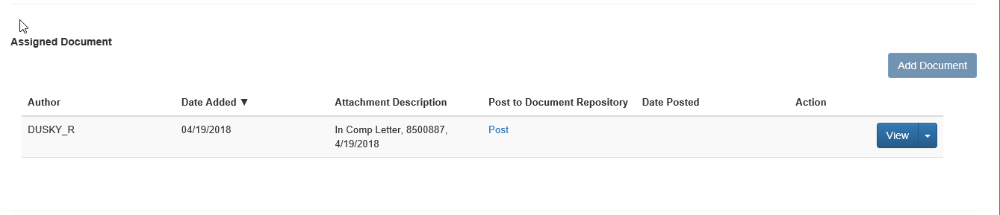 Assigned Document
Add Document
Author Date Added ▼ Attachment Description Post to Document Repository Date Posted Action
DUSKY_R 04/19/2018 In Comp Letter, 8500887, Post View
4/19/2018